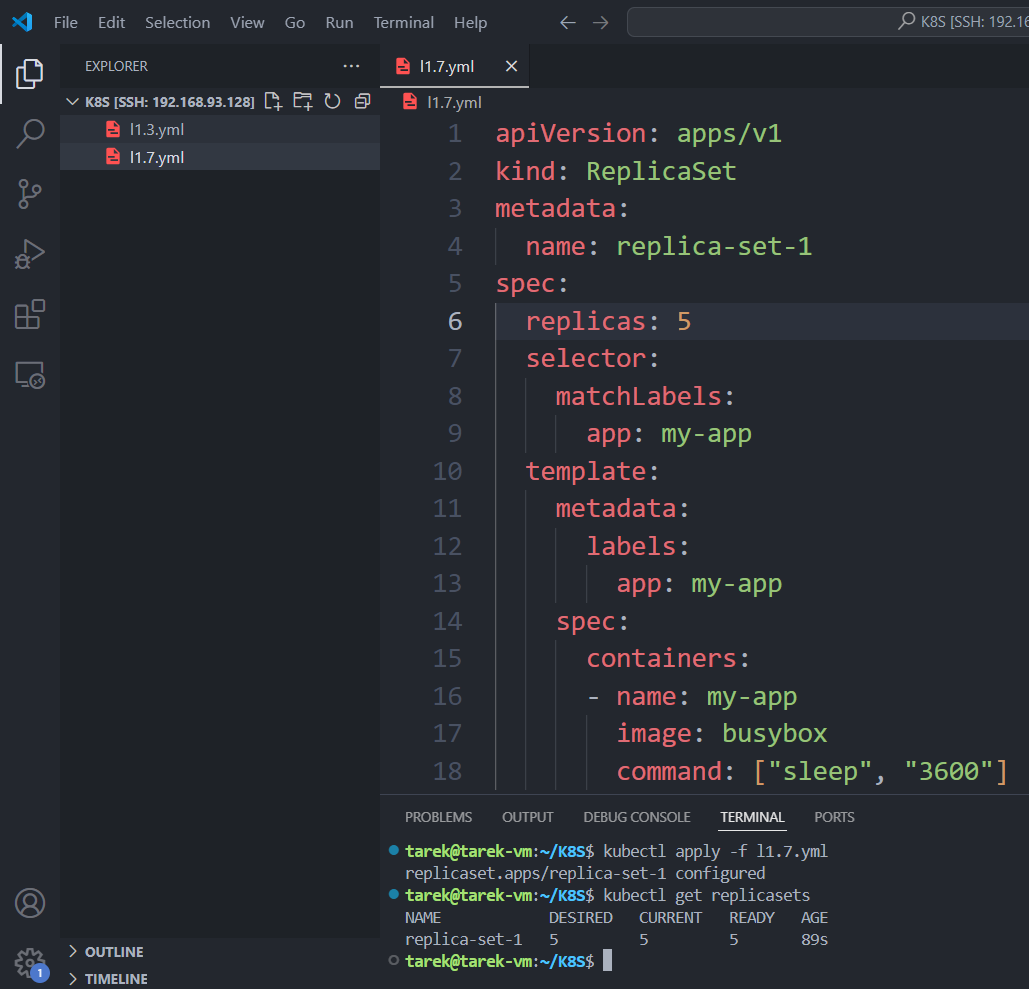 File Edit Selection View Go Run Terminal Help
K8S [SSH: 192.16
EXPLORER
K8S [SSH: 192.168.93.128]
l1.3.yml
l1.7.yml
l1.7.yml
l1.7.yml
1 apiVersion: apps/v1
2 kind: ReplicaSet
3 metadata:
4 name: replica-set-1
5 spec:
6 replicas: 5
7 selector:
8 matchLabels:
9 app: my-app
10 template:
11 metadata:
12 labels:
13 app: my-app
14 spec:
15 containers:
16 - name: my-app
17 image: busybox
18 command: ["sleep", "3600"]
PROBLEMS OUTPUT DEBUG CONSOLE TERMINAL PORTS
tarek@tarek-vm:~/K8S$ kubectl apply -f l1.7.yml
replicaset.apps/replica-set-1 configured
tarek@tarek-vm:~/K8S$ kubectl get replicasets
NAME DESIRED CURRENT READY AGE
replica-set-1 5 5 5 89s
tarek@tarek-vm:~/K8S$
OUTLINE
TIMELINE
1